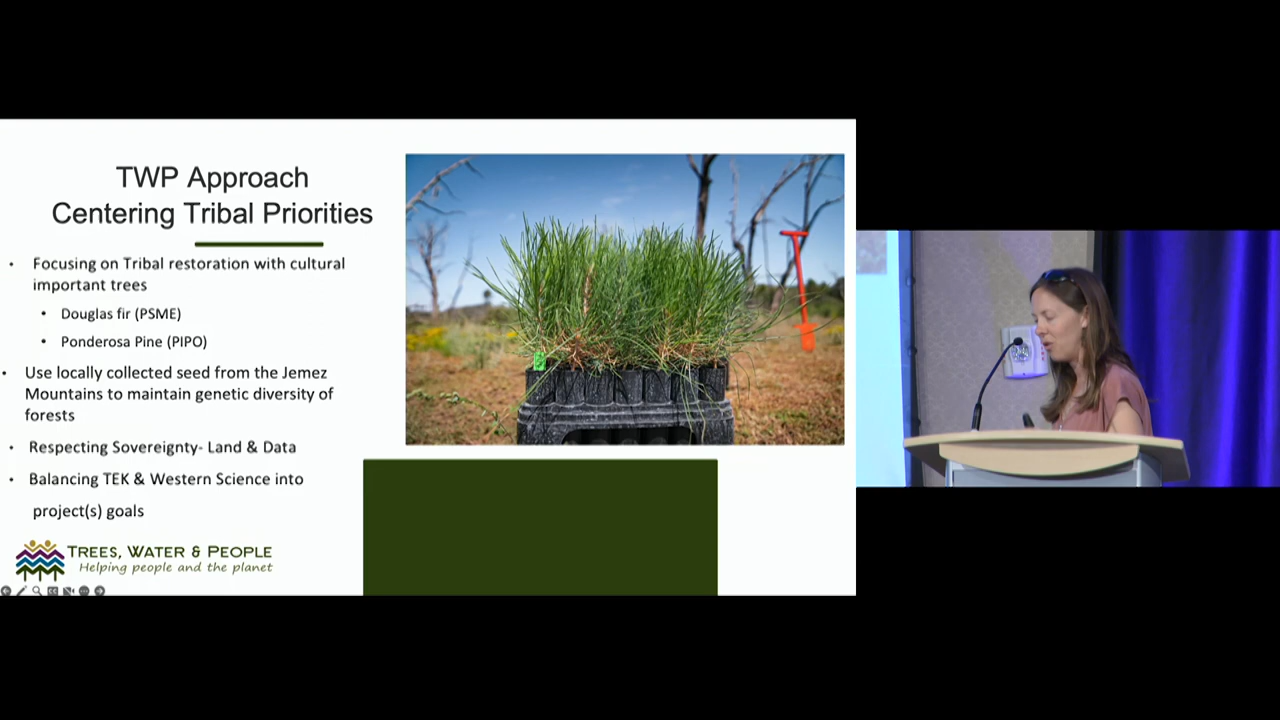 TWP Approach
Centering Tribal Priorities
• Focusing on Tribal restoration with cultural
important trees
• Douglas fir (PSME)
• Ponderosa Pine (PIPO)
• Use locally collected seed from the Jemez
Mountains to maintain genetic diversity of
forests
• Respecting Sovereignty- Land & Data
• Balancing TEK & Western Science into
project(s) goals
TREES, WATER & PEOPLE
Helping people and the planet